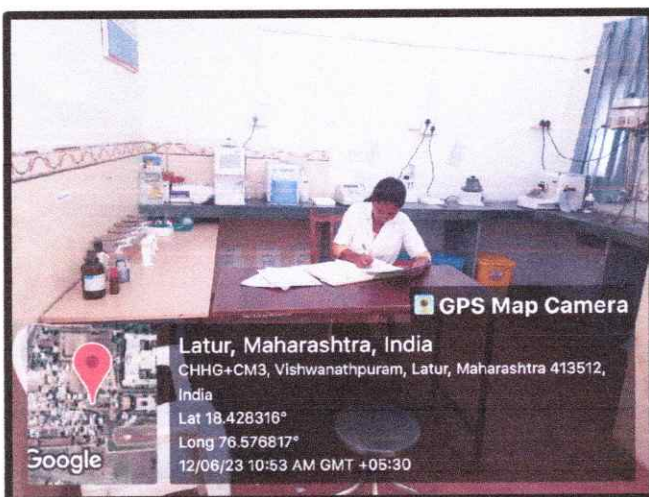 GPS Map Camera
Latur, Maharashtra, India
CHHG+CM3, Vishwanathpuram, Latur, Maharashtra 413512,
India
Lat 18.428316°
Long 76.576817°
12/06/23 10:53 AM GMT +05:30
Google